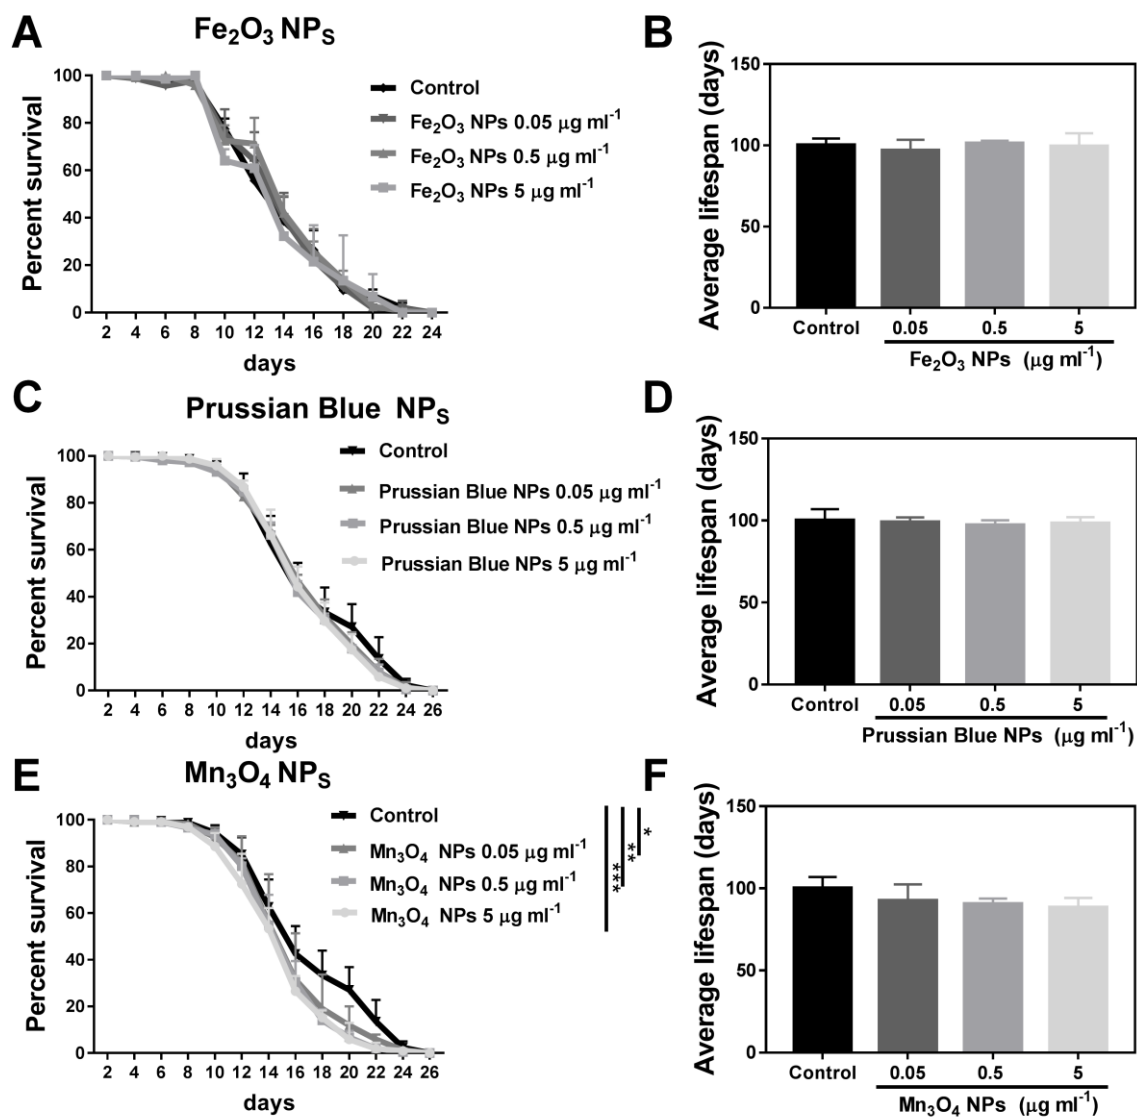 A
Fe₂O₃ NPs
Percent survival
100
80
60
40
20
0
2 4 6 8 10 12 14 16 18 20 22 24
days
Control
Fe₂O₃ NPs 0.05 μg ml⁻¹
Fe₂O₃ NPs 0.5 μg ml⁻¹
Fe₂O₃ NPs 5 μg ml⁻¹
B
Average lifespan (days)
150
100
50
0
Control 0.05 0.5 5
Fe₂O₃ NPs (μg ml⁻¹)
C
Prussian Blue NPs
Percent survival
100
80
60
40
20
0
2 4 6 8 10 12 14 16 18 20 22 24 26
days
Control
Prussian Blue NPs 0.05 μg ml⁻¹
Prussian Blue NPs 0.5 μg ml⁻¹
Prussian Blue NPs 5 μg ml⁻¹
D
Average lifespan (days)
150
100
50
0
Control 0.05 0.5 5
Prussian Blue NPs (μg ml⁻¹)
E
Mn₃O₄ NPs
Percent survival
100
80
60
40
20
0
2 4 6 8 10 12 14 16 18 20 22 24 26
days
Control
Mn₃O₄ NPs 0.05 μg ml⁻¹
Mn₃O₄ NPs 0.5 μg ml⁻¹
Mn₃O₄ NPs 5 μg ml⁻¹
***
**
*
F
Average lifespan (days)
150
100
50
0
Control 0.05 0.5 5
Mn₃O₄ NPs (μg ml⁻¹)